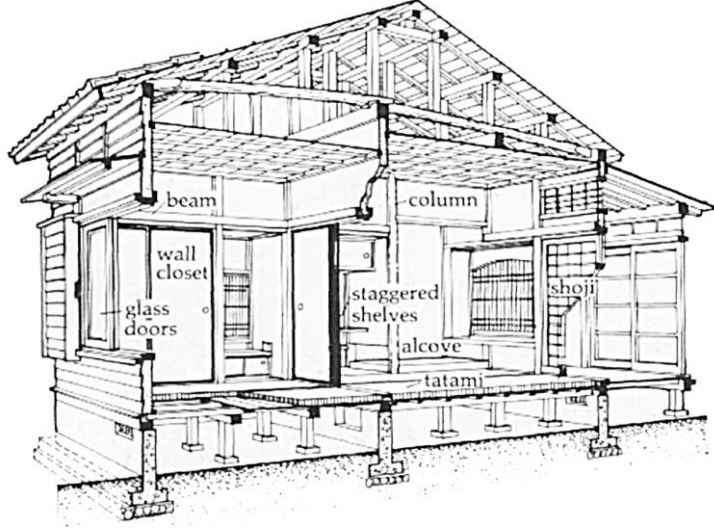 beam
column
wall
closet
glass
doors
staggered
shelves
shoji
alcove
tatami